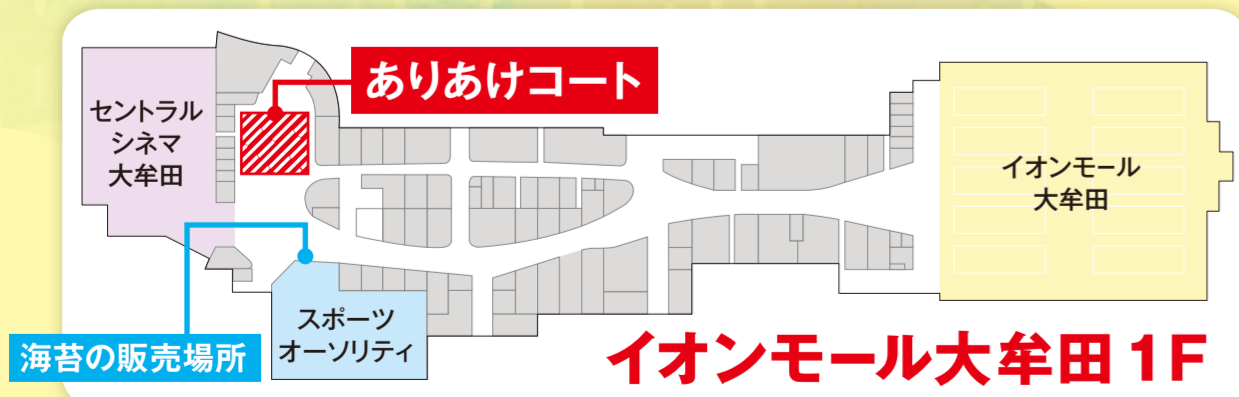 ありあけコート
セントラル
シネマ
大牟田
イオンモール
大牟田
スポーツ
オーソリティ
海苔の販売場所
イオンモール大牟田 1F